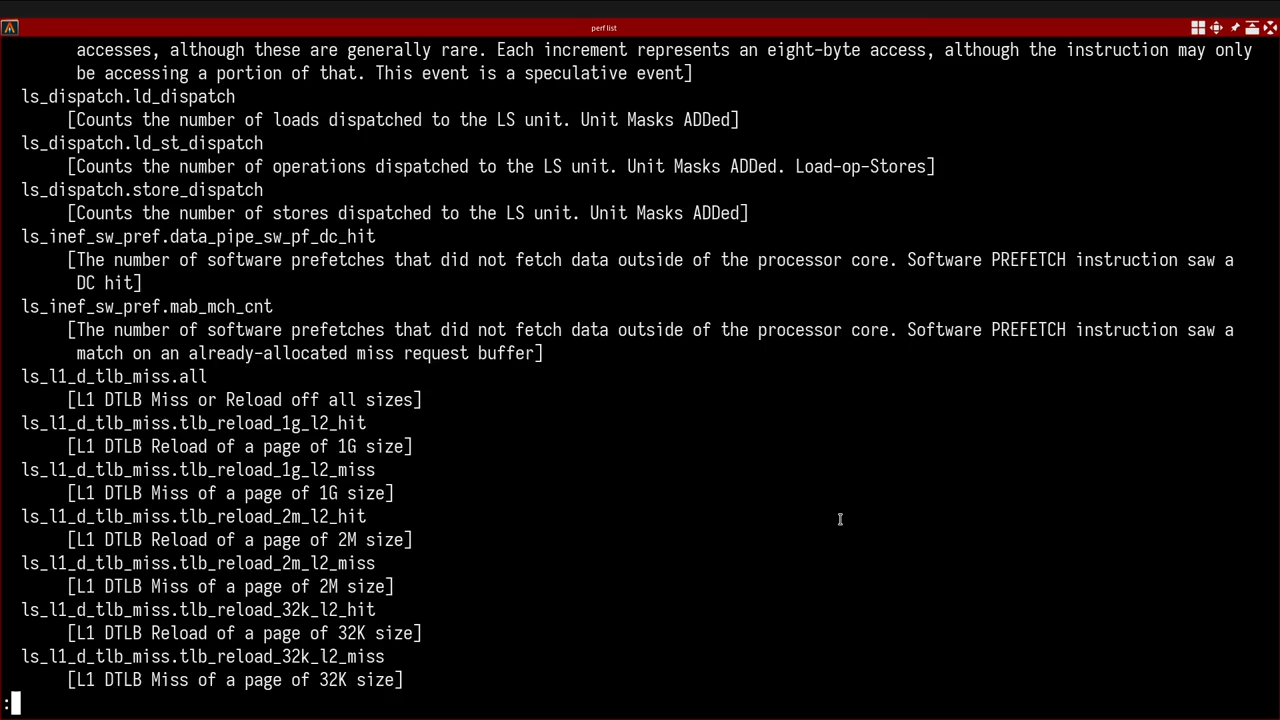 perf list
accesses, although these are generally rare. Each increment represents an eight-byte access, although the instruction may only
be accessing a portion of that. This event is a speculative event]
ls_dispatch.ld_dispatch
[Counts the number of loads dispatched to the LS unit. Unit Masks ADDed]
ls_dispatch.ld_st_dispatch
[Counts the number of operations dispatched to the LS unit. Unit Masks ADDed. Load-op-Stores]
ls_dispatch.store_dispatch
[Counts the number of stores dispatched to the LS unit. Unit Masks ADDed]
ls_inef_sw_pref.data_pipe_sw_pf_dc_hit
[The number of software prefetches that did not fetch data outside of the processor core. Software PREFETCH instruction saw a
DC hit]
ls_inef_sw_pref.mab_mch_cnt
[The number of software prefetches that did not fetch data outside of the processor core. Software PREFETCH instruction saw a
match on an already-allocated miss request buffer]
ls_l1_d_tlb_miss.all
[L1 DTLB Miss or Reload off all sizes]
ls_l1_d_tlb_miss.tlb_reload_1g_l2_hit
[L1 DTLB Reload of a page of 1G size]
ls_l1_d_tlb_miss.tlb_reload_1g_l2_miss
[L1 DTLB Miss of a page of 1G size]
ls_l1_d_tlb_miss.tlb_reload_2m_l2_hit
[L1 DTLB Reload of a page of 2M size]
ls_l1_d_tlb_miss.tlb_reload_2m_l2_miss
[L1 DTLB Miss of a page of 2M size]
ls_l1_d_tlb_miss.tlb_reload_32k_l2_hit
[L1 DTLB Reload of a page of 32K size]
ls_l1_d_tlb_miss.tlb_reload_32k_l2_miss
[L1 DTLB Miss of a page of 32K size]
: